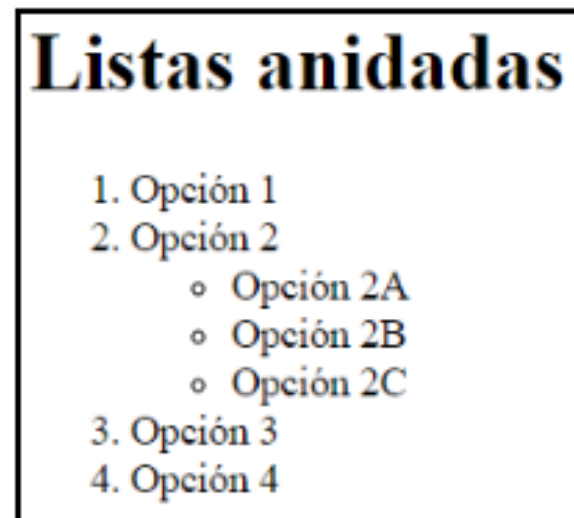 Listas anidadas
1. Opción 1
2. Opción 2
◦ Opción 2A
◦ Opción 2B
◦ Opción 2C
3. Opción 3
4. Opción 4